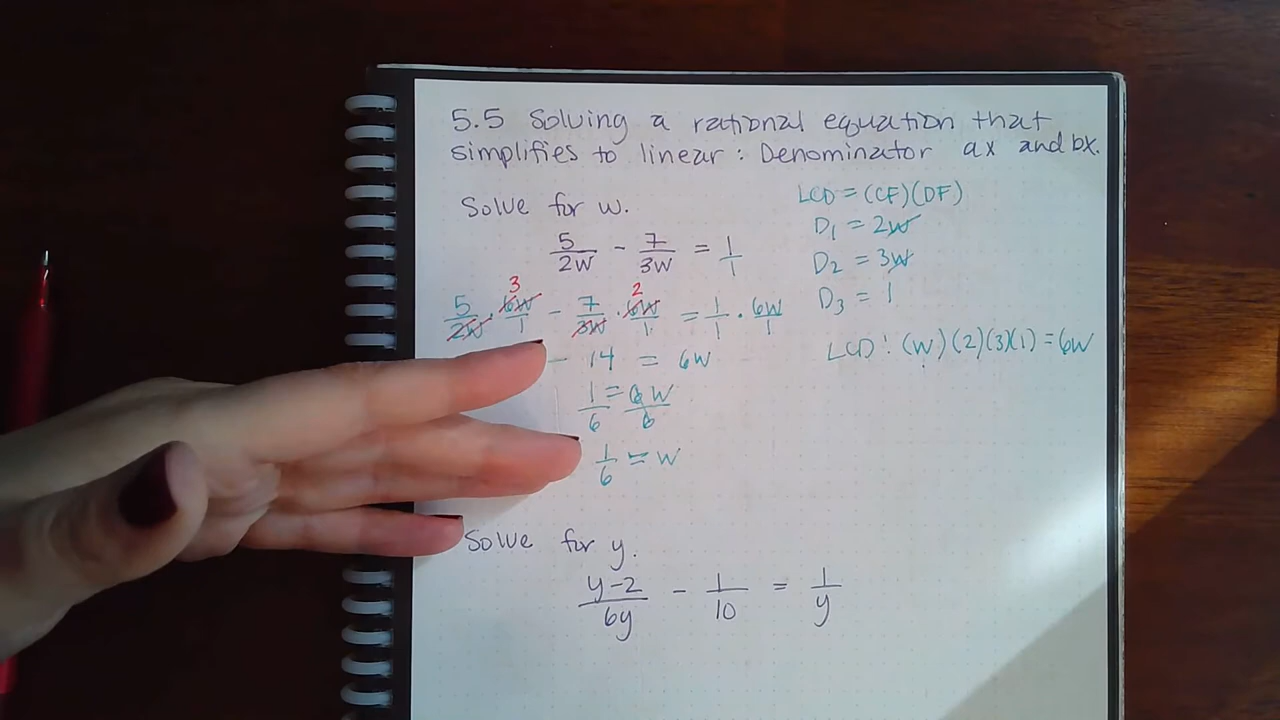 5.5 Solving a rational equation that
simplifies to linear: Denominator ax and bx.
Solve for w.
5/2w - 7/3w = 1/1
LCD = (CF)(DF)
D₁ = 2w
D₂ = 3w
D₃ = 1
LCD: (w)(2)(3)(1) = 6w
3 2
5/2w · 6w/1 - 7/3w · 6w/1 = 1/1 · 6w/1
- 14 = 6w
1/6 = 6w/6
1/6 = w
Solve for y.
y-2/6y - 1/10 = 1/y